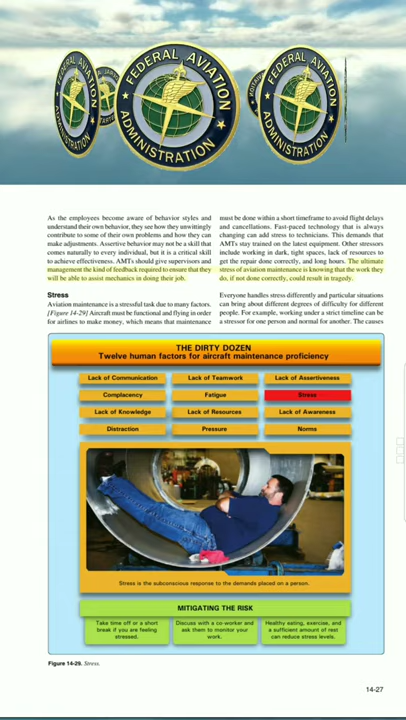 FEDERAL AVIATION
ADMINISTRATION
FEDERAL AVIATION
ADMINISTRATION
FEDERAL AVIATION
ADMINISTRATION
As the employees become aware of behavior styles and
understand their own behavior, they see how they unwittingly
contribute to some of their own problems and how they can
make adjustments. Assertive behavior may not be a skill that
comes naturally to every individual, but it is a critical skill
to achieve effectiveness. AMTs should give supervisors and
management the kind of feedback required to ensure that they
will be able to assist mechanics in doing their job.
Stress
Aviation maintenance is a stressful task due to many factors.
[Figure 14-29] Aircraft must be functional and flying in order
for airlines to make money, which means that maintenance
must be done within a short timeframe to avoid flight delays
and cancellations. Fast-paced technology that is always
changing can add stress to technicians. This demands that
AMTs stay trained on the latest equipment. Other stressors
include working in dark, tight spaces, lack of resources to
get the repair done correctly, and long hours. The ultimate
stress of aviation maintenance is knowing that the work they
do, if not done correctly, could result in tragedy.
Everyone handles stress differently and particular situations
can bring about different degrees of difficulty for different
people. For example, working under a strict timeline can be
a stressor for one person and normal for another. The causes
THE DIRTY DOZEN
Twelve human factors for aircraft maintenance proficiency
Lack of Communication
Lack of Teamwork
Lack of Assertiveness
Complacency
Fatigue
Stress
Lack of Knowledge
Lack of Resources
Lack of Awareness
Distraction
Pressure
Norms
Stress is the subconscious response to the demands placed on a person.
MITIGATING THE RISK
Take time off or a short
break if you are feeling
stressed.
Discuss with a co-worker and
ask them to monitor your
work.
Healthy eating, exercise, and
a sufficient amount of rest
can reduce stress levels.
Figure 14-29. Stress.
14-27